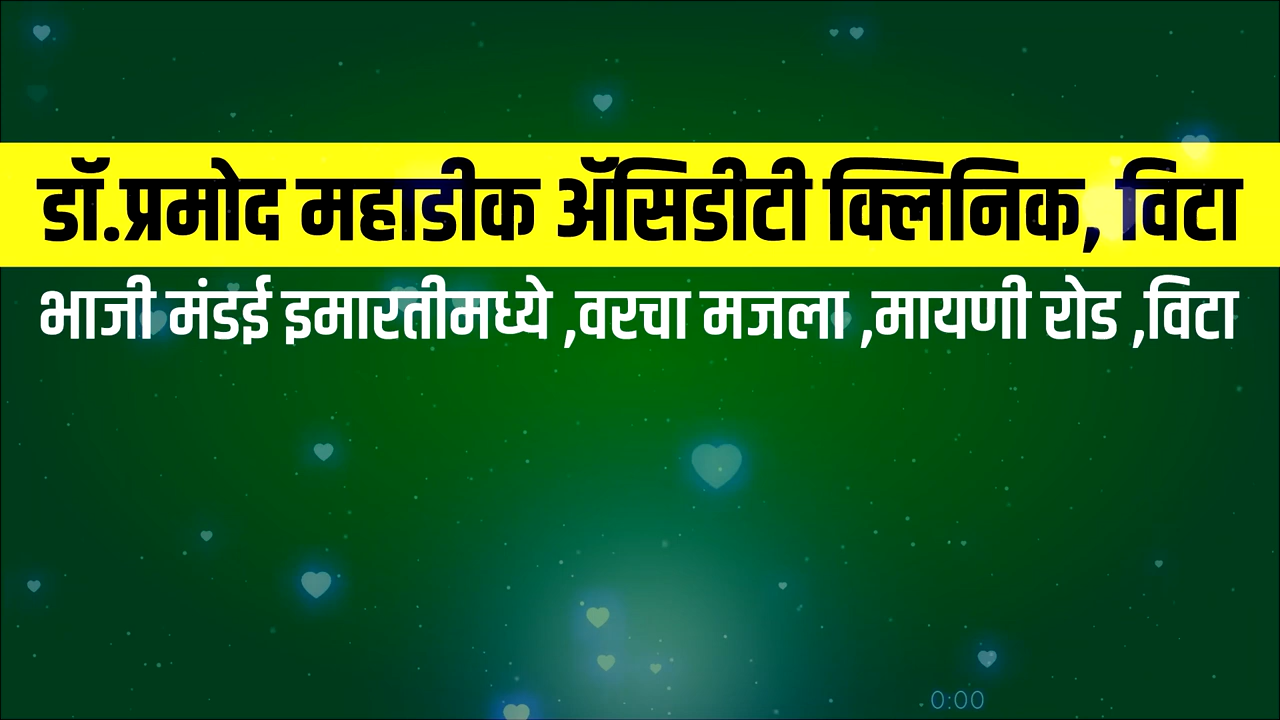 डॉ.प्रमोद महाडीक ॲसिडीटी क्लिनिक, विटा
भाजी मंडई इमारतीमध्ये ,वरचा मजला ,मायणी रोड ,विटा
0:00